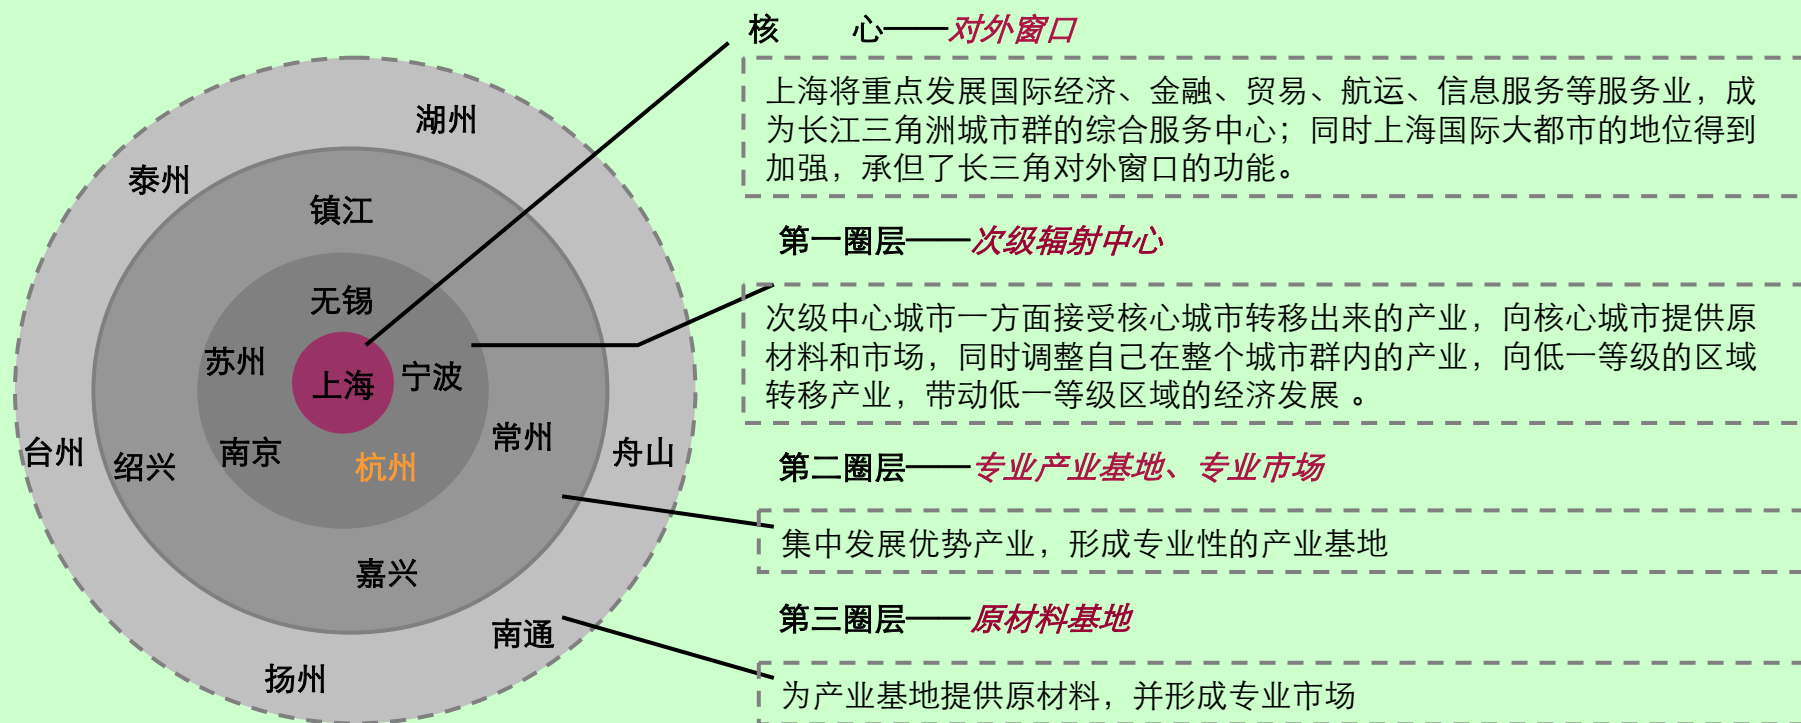 核 心——对外窗口
上海将重点发展国际经济、金融、贸易、航运、信息服务等服务业，成
为长江三角洲城市群的综合服务中心；同时上海国际大都市的地位得到
加强，承但了长三角对外窗口的功能。
第一圈层——次级辐射中心
次级中心城市一方面接受核心城市转移出来的产业，向核心城市提供原
材料和市场，同时调整自己在整个城市群内的产业，向低一等级的区域
转移产业，带动低一等级区域的经济发展 。
第二圈层——专业产业基地、专业市场
集中发展优势产业，形成专业性的产业基地
第三圈层——原材料基地
为产业基地提供原材料，并形成专业市场
湖州
泰州
镇江
无锡
苏州
上海
宁波
台州
绍兴
南京
杭州
常州
舟山
嘉兴
南通
扬州